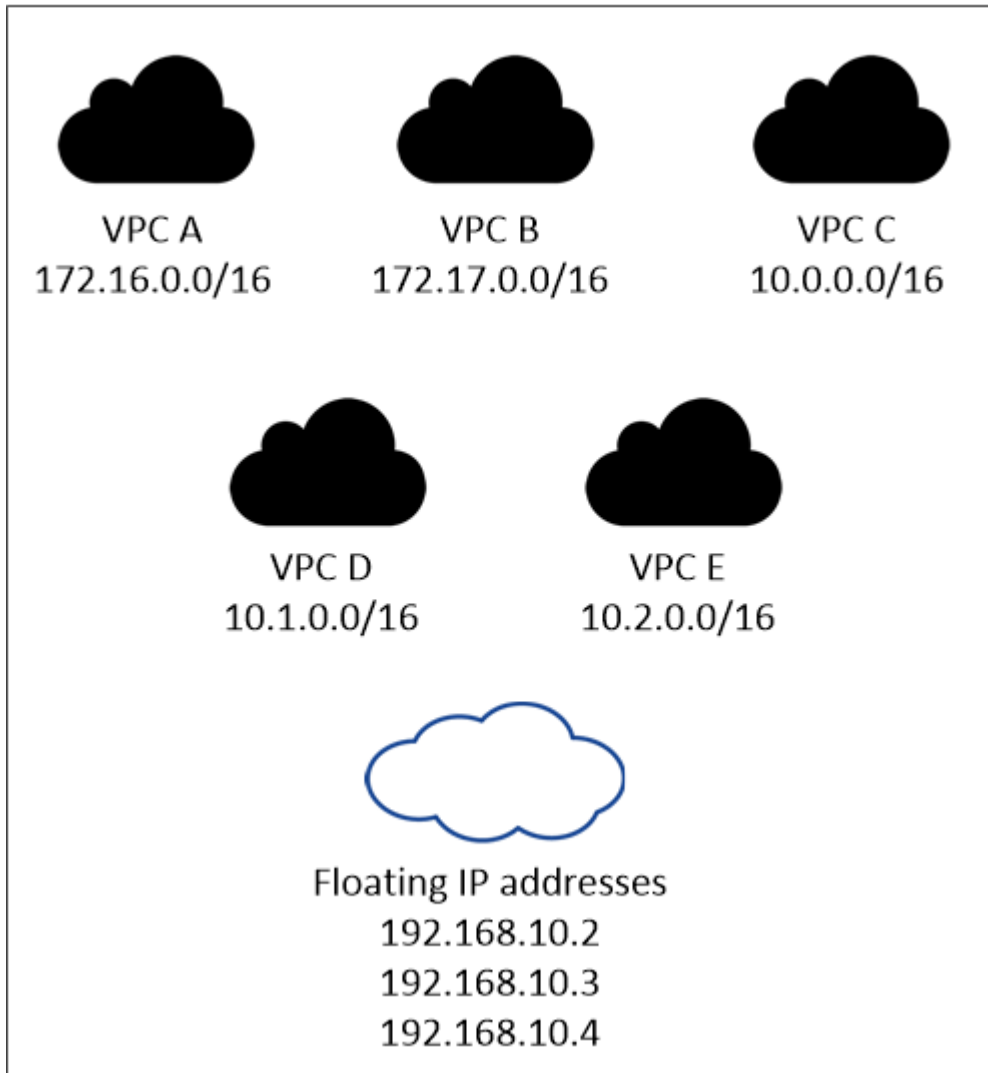 VPC A
172.16.0.0/16
VPC B
172.17.0.0/16
VPC C
10.0.0.0/16
VPC D
10.1.0.0/16
VPC E
10.2.0.0/16
Floating IP addresses
192.168.10.2
192.168.10.3
192.168.10.4